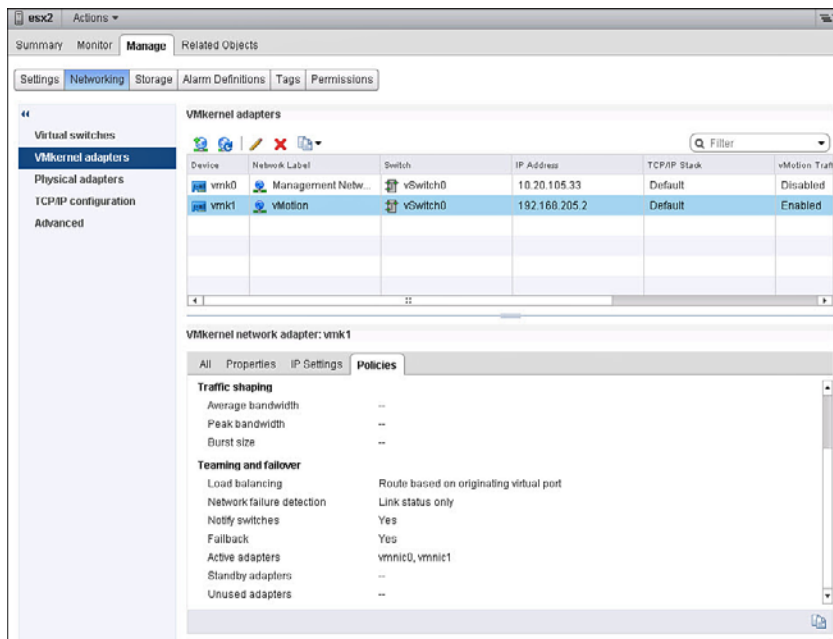 esx2 Actions
Summary Monitor Manage Related Objects
Settings Networking Storage Alarm Definitions Tags Permissions
Virtual switches
VMkernel adapters
Physical adapters
TCP/IP configuration
Advanced
VMkernel adapters
Filter
Device Network Label Switch IP Address TCP/IP Stack vMotion Traff
vmk0 Management Netw... vSwitch0 10.20.105.33 Default Disabled
vmk1 vMotion vSwitch0 192.168.205.2 Default Enabled
VMkernel network adapter: vmk1
All Properties IP Settings Policies
Traffic shaping
Average bandwidth --
Peak bandwidth --
Burst size --
Teaming and failover
Load balancing Route based on originating virtual port
Network failure detection Link status only
Notify switches Yes
Failback Yes
Active adapters vmnic0, vmnic1
Standby adapters --
Unused adapters --